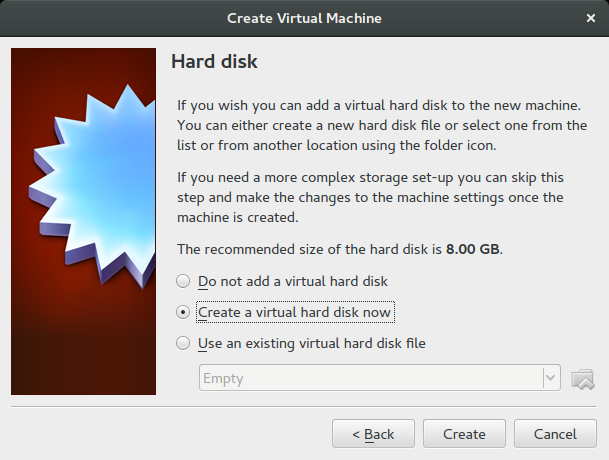 Create Virtual Machine
Hard disk
If you wish you can add a virtual hard disk to the new machine.
You can either create a new hard disk file or select one from the
list or from another location using the folder icon.
If you need a more complex storage set-up you can skip this
step and make the changes to the machine settings once the
machine is created.
The recommended size of the hard disk is 8.00 GB.
Do not add a virtual hard disk
Create a virtual hard disk now
Use an existing virtual hard disk file
Empty
< Back
Create
Cancel